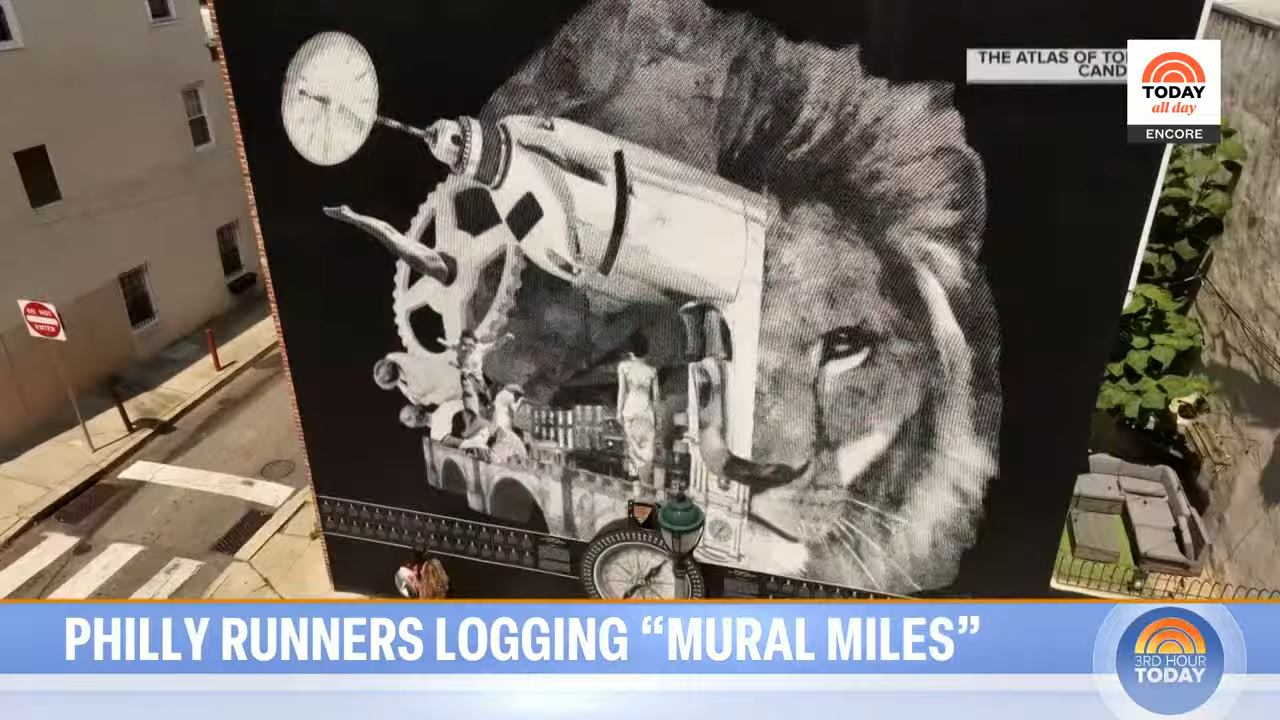 THE ATLAS OF
CAND
TODAY
all day
ENCORE
DO NOT
ENTER
PHILLY RUNNERS LOGGING “MURAL MILES”
3RD HOUR
TODAY